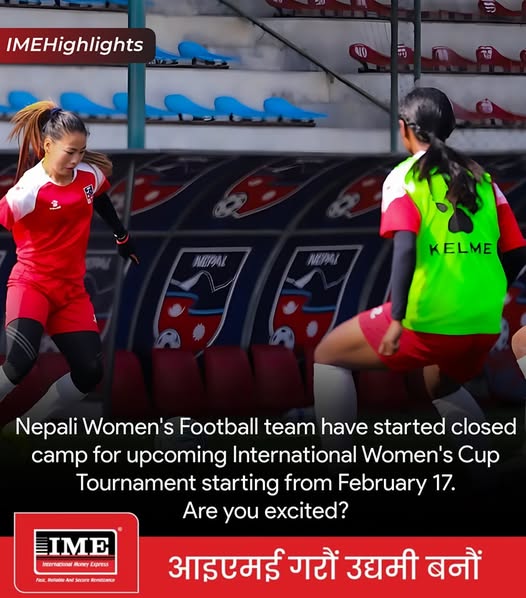 IMEHighlights
NEPAL
NEPAL
KELME
Nepali Women's Football team have started closed
camp for upcoming International Women's Cup
Tournament starting from February 17.
Are you excited?
IME®
International Money Express
Fast, Reliable And Secure Remittance
आइएमई गरौं उद्यमी बनौं